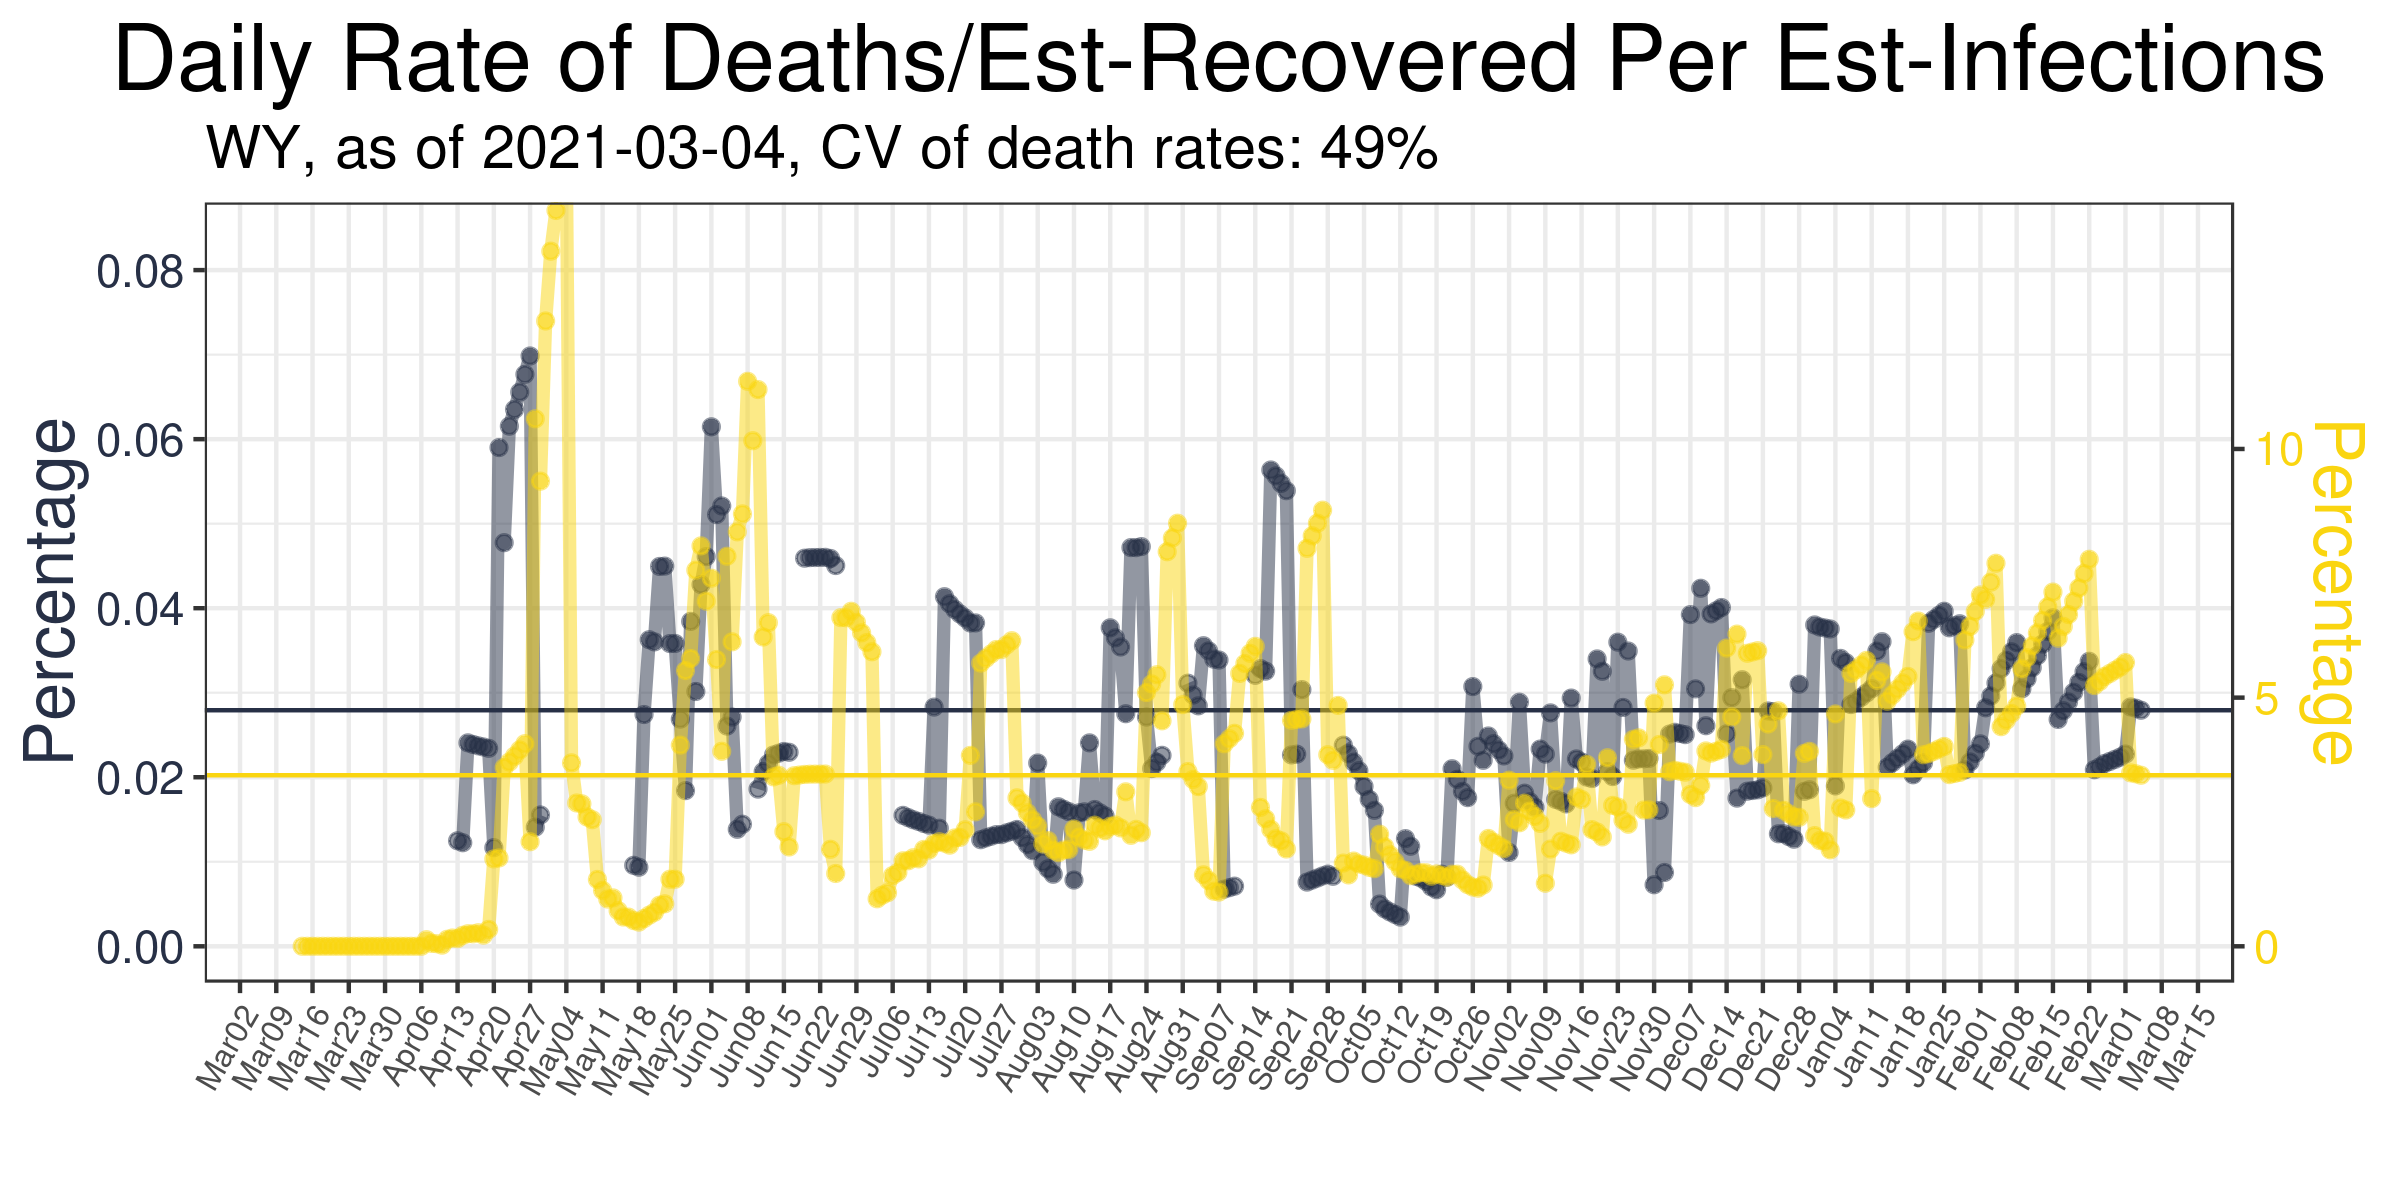 Daily Rate of Deaths/Est-Recovered Per Est-Infections
WY, as of 2021-03-04, CV of death rates: 49%
Percentage
0.08
0.06
0.04
0.02
0.00
10
5
0
Percentage
Mar02
Mar09
Mar16
Mar23
Mar30
Apr06
Apr13
Apr20
Apr27
May04
May11
May18
May25
Jun01
Jun08
Jun15
Jun22
Jun29
Jul06
Jul13
Jul20
Jul27
Aug03
Aug10
Aug17
Aug24
Aug31
Sep07
Sep14
Sep21
Sep28
Oct05
Oct12
Oct19
Oct26
Nov02
Nov09
Nov16
Nov23
Nov30
Dec07
Dec14
Dec21
Dec28
Jan04
Jan11
Jan18
Jan25
Feb01
Feb08
Feb15
Feb22
Mar01
Mar08
Mar15